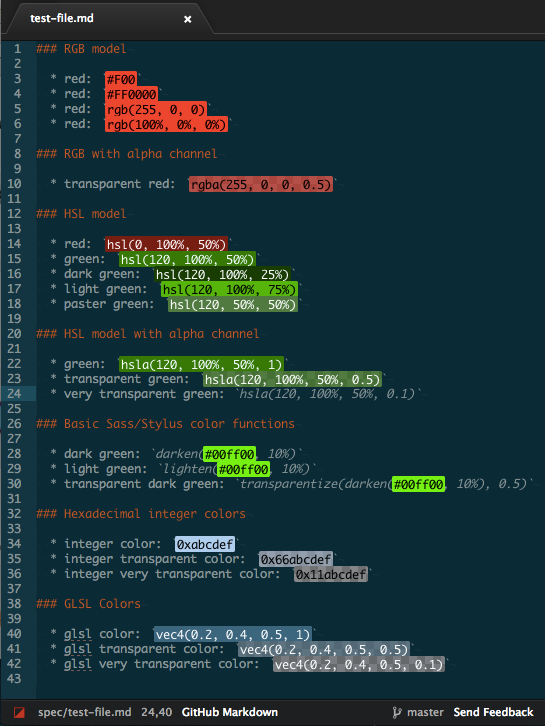 test-file.md ×
1 ### RGB model
2
3 * red: `#F00`
4 * red: `#FF0000`
5 * red: `rgb(255, 0, 0)`
6 * red: `rgb(100%, 0%, 0%)`
7
8 ### RGB with alpha channel
9
10 * transparent red: `rgba(255, 0, 0, 0.5)`
11
12 ### HSL model
13
14 * red: `hsl(0, 100%, 50%)`
15 * green: `hsl(120, 100%, 50%)`
16 * dark green: `hsl(120, 100%, 25%)`
17 * light green: `hsl(120, 100%, 75%)`
18 * paster green: `hsl(120, 50%, 50%)`
19
20 ### HSL model with alpha channel
21
22 * green: `hsla(120, 100%, 50%, 1)`
23 * transparent green: `hsla(120, 100%, 50%, 0.5)`
24 * very transparent green: `hsla(120, 100%, 50%, 0.1)`
25
26 ### Basic Sass/Stylus color functions
27
28 * dark green: `darken(#00ff00, 10%)`
29 * light green: `lighten(#00ff00, 10%)`
30 * transparent dark green: `transparentize(darken(#00ff00, 10%), 0.5)`
31
32 ### Hexadecimal integer colors
33
34 * integer color: `0xabcdef`
35 * integer transparent color: `0x66abcdef`
36 * integer very transparent color: `0x11abcdef`
37
38 ### GLSL Colors
39
40 * glsl color: `vec4(0.2, 0.4, 0.5, 1)`
41 * glsl transparent color: `vec4(0.2, 0.4, 0.5, 0.5)`
42 * glsl very transparent color: `vec4(0.2, 0.4, 0.5, 0.1)`
43
spec/test-file.md 24,40 GitHub Markdown master Send Feedback